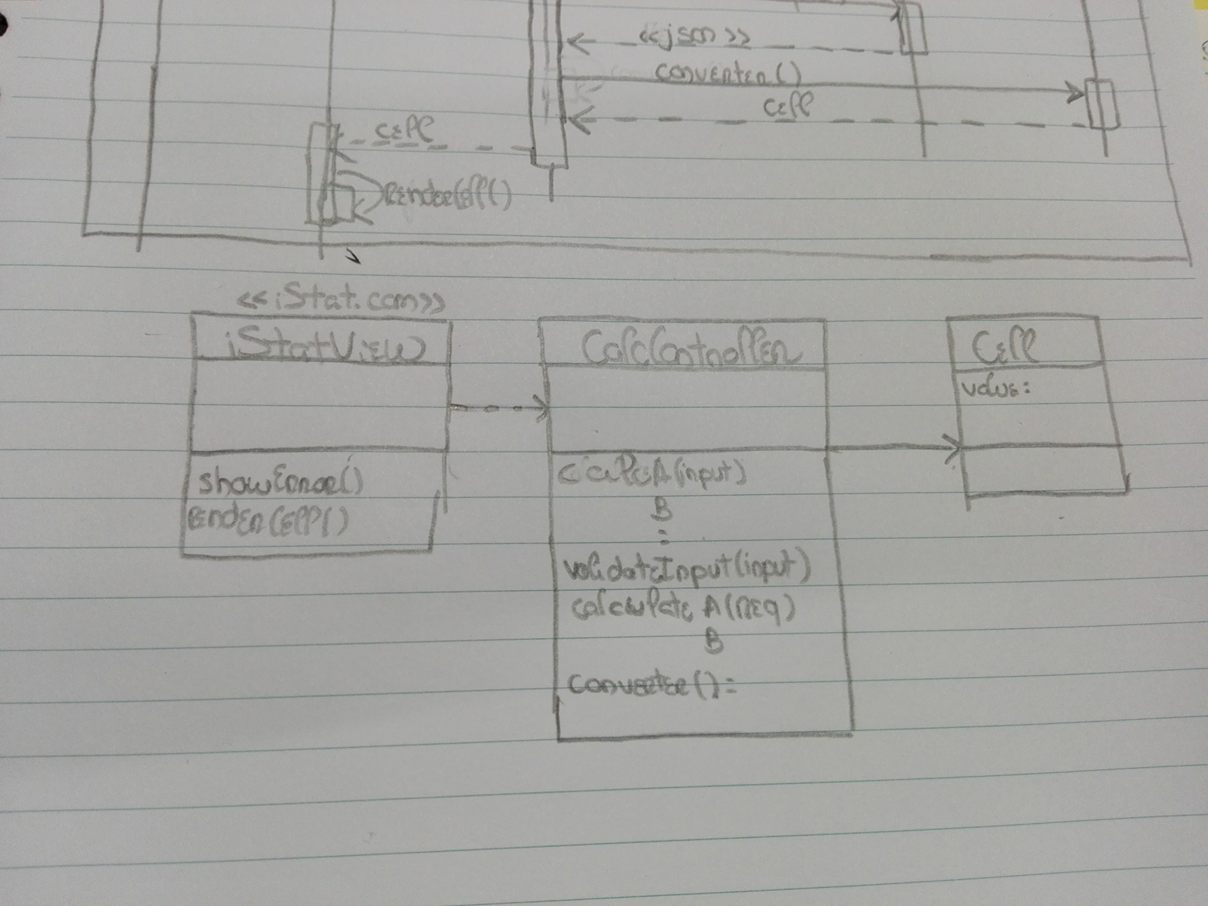 <<json>>
converter()
cell
cell
renderCell()
<<iStat.com>>
iStatView
CalcController
Cell
value:
showError()
renderCell()
calcA(input)
B
:
validateInput(input)
calculate A(req)
B
converter():